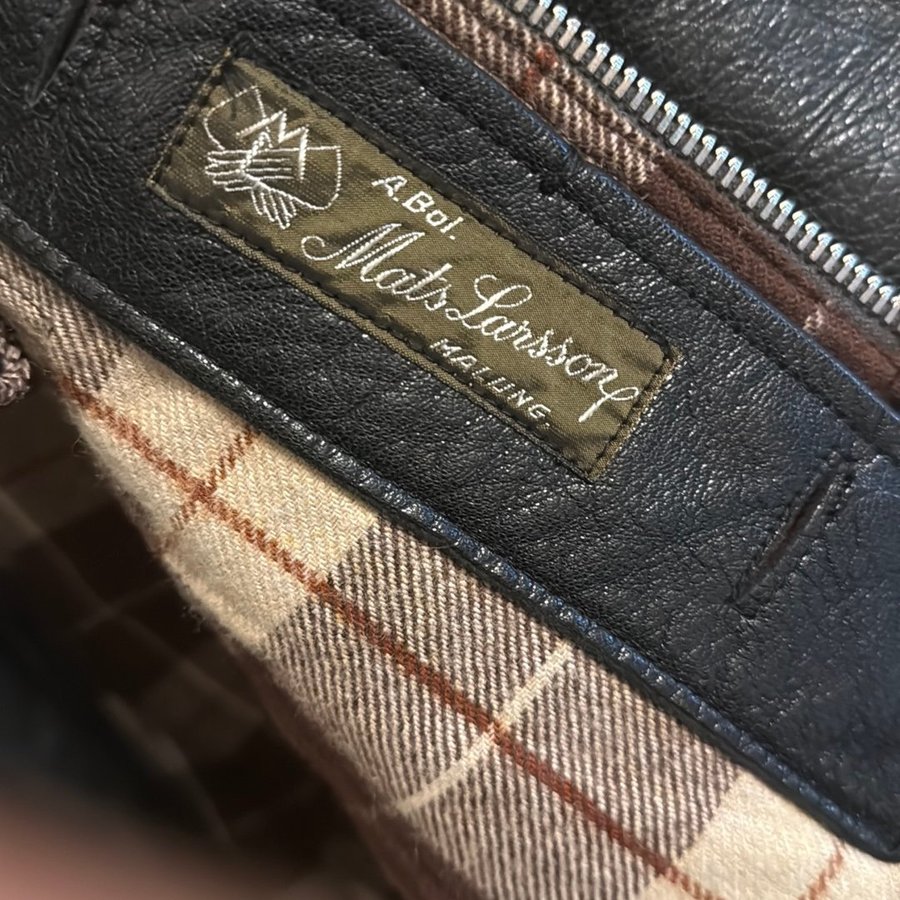 M
A.Bol.
Mats Larsson
MALUNG.